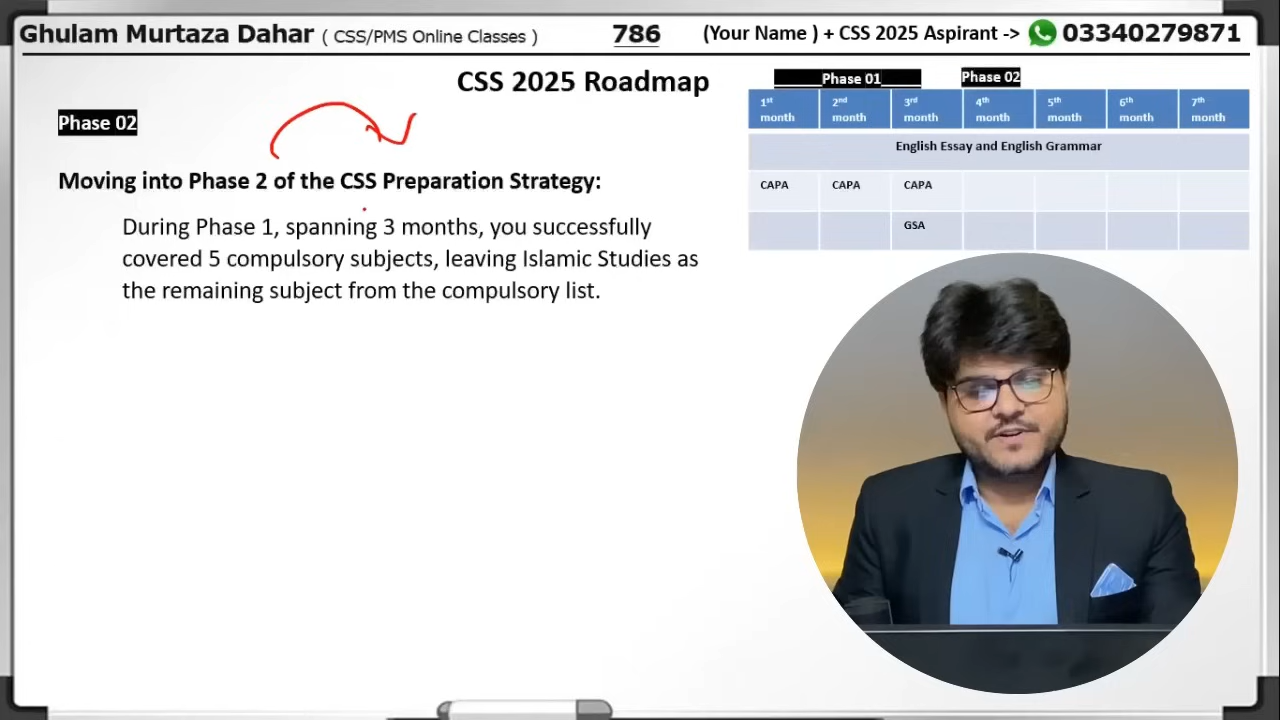 Ghulam Murtaza Dahar ( CSS/PMS Online Classes ) 786 (Your Name ) + CSS 2025 Aspirant -> 03340279871
CSS 2025 Roadmap
Phase 02
Moving into Phase 2 of the CSS Preparation Strategy:
During Phase 1, spanning 3 months, you successfully
covered 5 compulsory subjects, leaving Islamic Studies as
the remaining subject from the compulsory list.
Phase 01 Phase 02
1st month 2nd month 3rd month 4th month 5th month 6th month 7th month
English Essay and English Grammar
CAPA CAPA CAPA
GSA